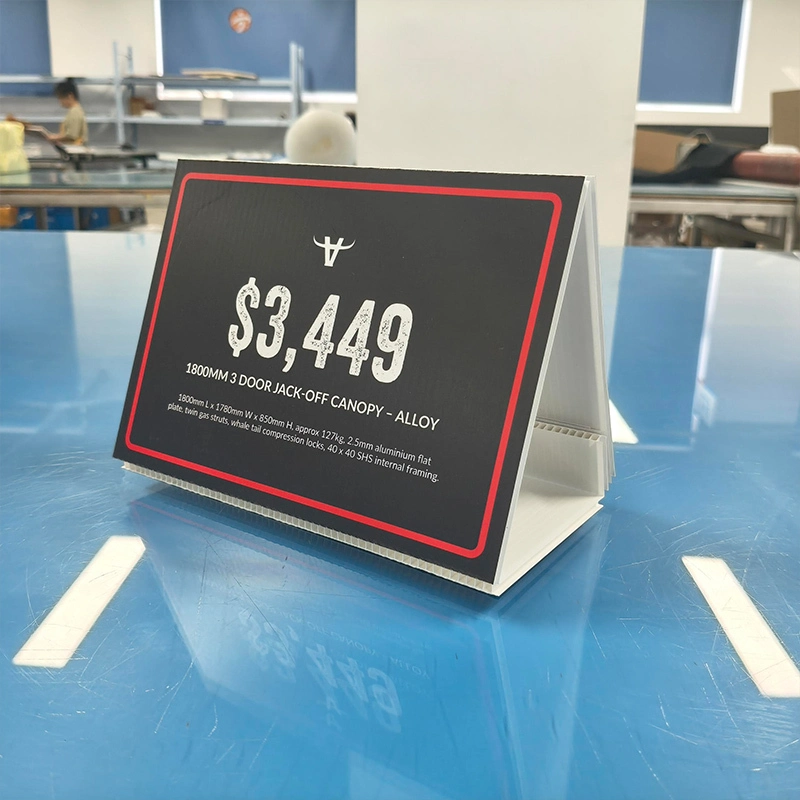 $3,449
1800MM 3 DOOR JACK-OFF CANOPY – ALLOY
1800mm L x 1780mm W x 850mm H, approx 127kg, 2.5mm aluminium flat
plate, twin gas struts, whale tail compression locks, 40 x 40 SHS internal framing.